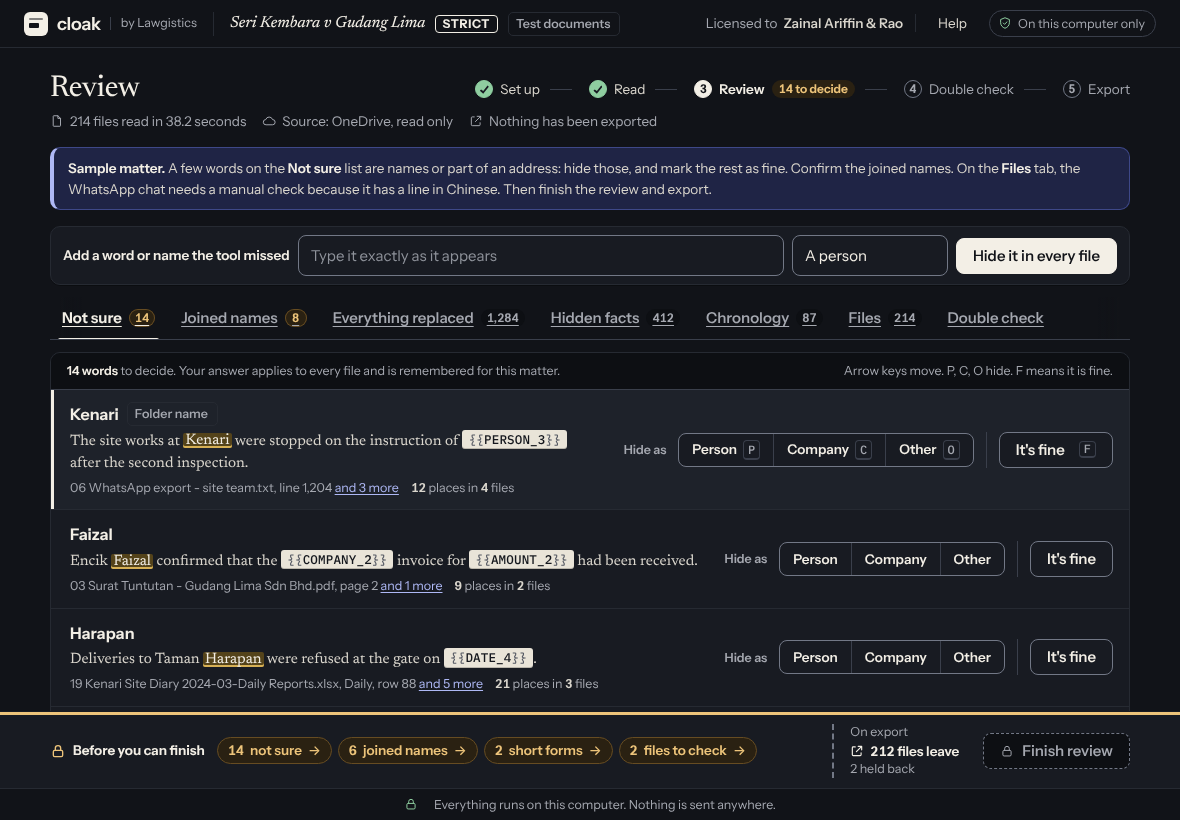 cloak by Lawgistics Seri Kembara v Gudang Lima STRICT Test documents Licensed to Zainal Ariffin & Rao Help On this computer only
Review
Set up Read 3 Review 14 to decide 4 Double check 5 Export
214 files read in 38.2 seconds Source: OneDrive, read only Nothing has been exported
Sample matter. A few words on the Not sure list are names or part of an address: hide those, and mark the rest as fine. Confirm the joined names. On the Files tab, the
WhatsApp chat needs a manual check because it has a line in Chinese. Then finish the review and export.
Add a word or name the tool missed Type it exactly as it appears A person Hide it in every file
Not sure 14 Joined names 8 Everything replaced 1,284 Hidden facts 412 Chronology 87 Files 214 Double check
14 words to decide. Your answer applies to every file and is remembered for this matter. Arrow keys move. P, C, O hide. F means it is fine.
Kenari Folder name
The site works at Kenari were stopped on the instruction of {{PERSON_3}}
after the second inspection.
Hide as Person P Company C Other O It's fine F
06 WhatsApp export - site team.txt, line 1,204 and 3 more 12 places in 4 files
Faizal
Encik Faizal confirmed that the {{COMPANY_2}} invoice for {{AMOUNT_2}} had been received. Hide as Person Company Other It's fine
03 Surat Tuntutan - Gudang Lima Sdn Bhd.pdf, page 2 and 1 more 9 places in 2 files
Harapan
Deliveries to Taman Harapan were refused at the gate on {{DATE_4}}. Hide as Person Company Other It's fine
19 Kenari Site Diary 2024-03-Daily Reports.xlsx, Daily, row 88 and 5 more 21 places in 3 files
Before you can finish 14 not sure → 6 joined names → 2 short forms → 2 files to check →
On export
212 files leave
2 held back
Finish review
Everything runs on this computer. Nothing is sent anywhere.